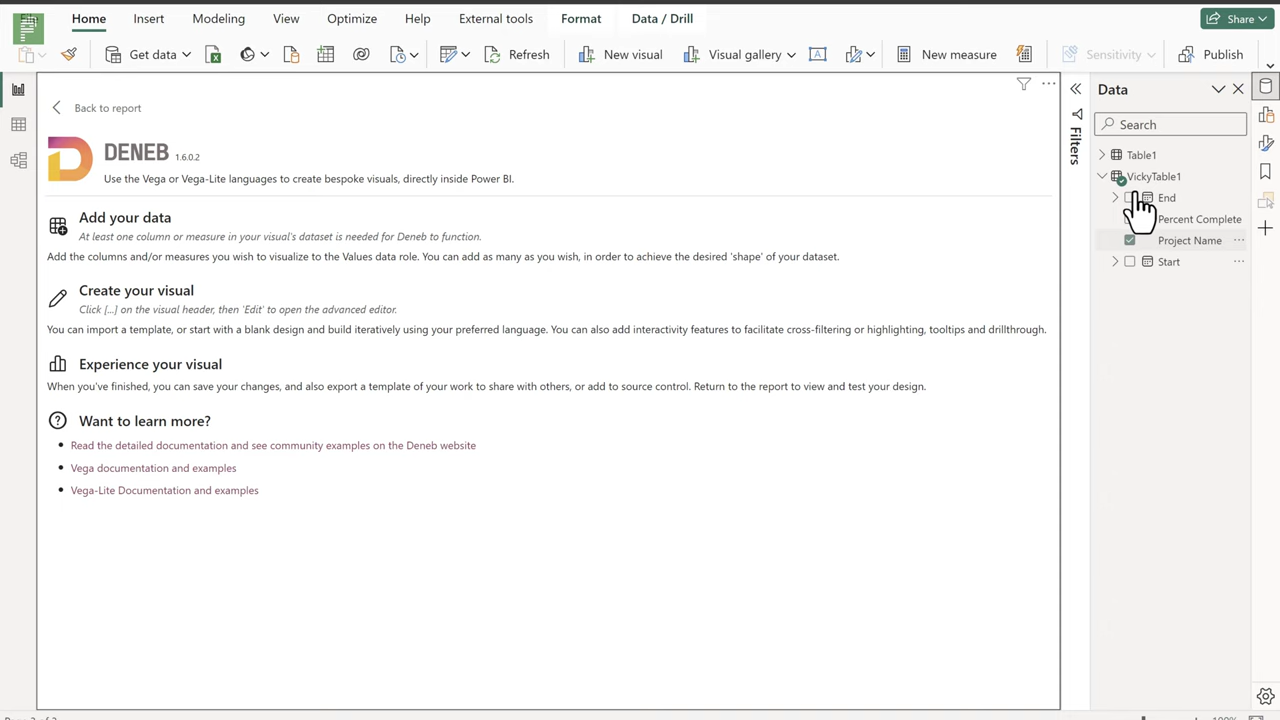 Home Insert Modeling View Optimize Help External tools Format Data / Drill Share
Get data Refresh New visual Visual gallery New measure Sensitivity Publish
Back to report
DENEB 1.6.0.2
Use the Vega or Vega-Lite languages to create bespoke visuals, directly inside Power BI.
Add your data
At least one column or measure in your visual's dataset is needed for Deneb to function.
Add the columns and/or measures you wish to visualize to the Values data role. You can add as many as you wish, in order to achieve the desired 'shape' of your dataset.
Create your visual
Click [...] on the visual header, then 'Edit' to open the advanced editor.
You can import a template, or start with a blank design and build iteratively using your preferred language. You can also add interactivity features to facilitate cross-filtering or highlighting, tooltips and drillthrough.
Experience your visual
When you've finished, you can save your changes, and also export a template of your work to share with others, or add to source control. Return to the report to view and test your design.
Want to learn more?
Read the detailed documentation and see community examples on the Deneb website
Vega documentation and examples
Vega-Lite Documentation and examples
Filters
Data
Search
Table1
VickyTable1
End
Percent Complete
Project Name
Start